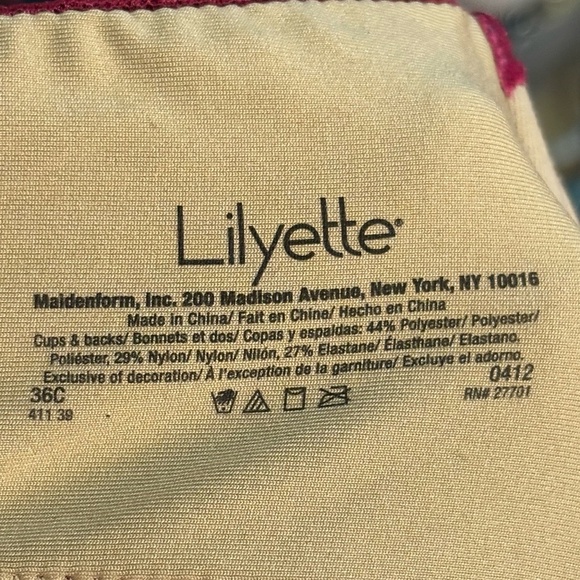 Lilyette®
Maidenform, Inc. 200 Madison Avenue, New York, NY 10016
Made in China/ Fait en Chine/ Hecho en China
Cups & backs/ Bonnets et dos/ Copas y espaldas: 44% Polyester/ Polyester/
Poliéster, 29% Nylon/ Nylon/ Nilón, 27% Elastane/ Élasthane/ Elastano.
Exclusive of decoration/ À l'exception de la garniture/ Excluye el adorno.
36C 0412
411 39 RN# 27701